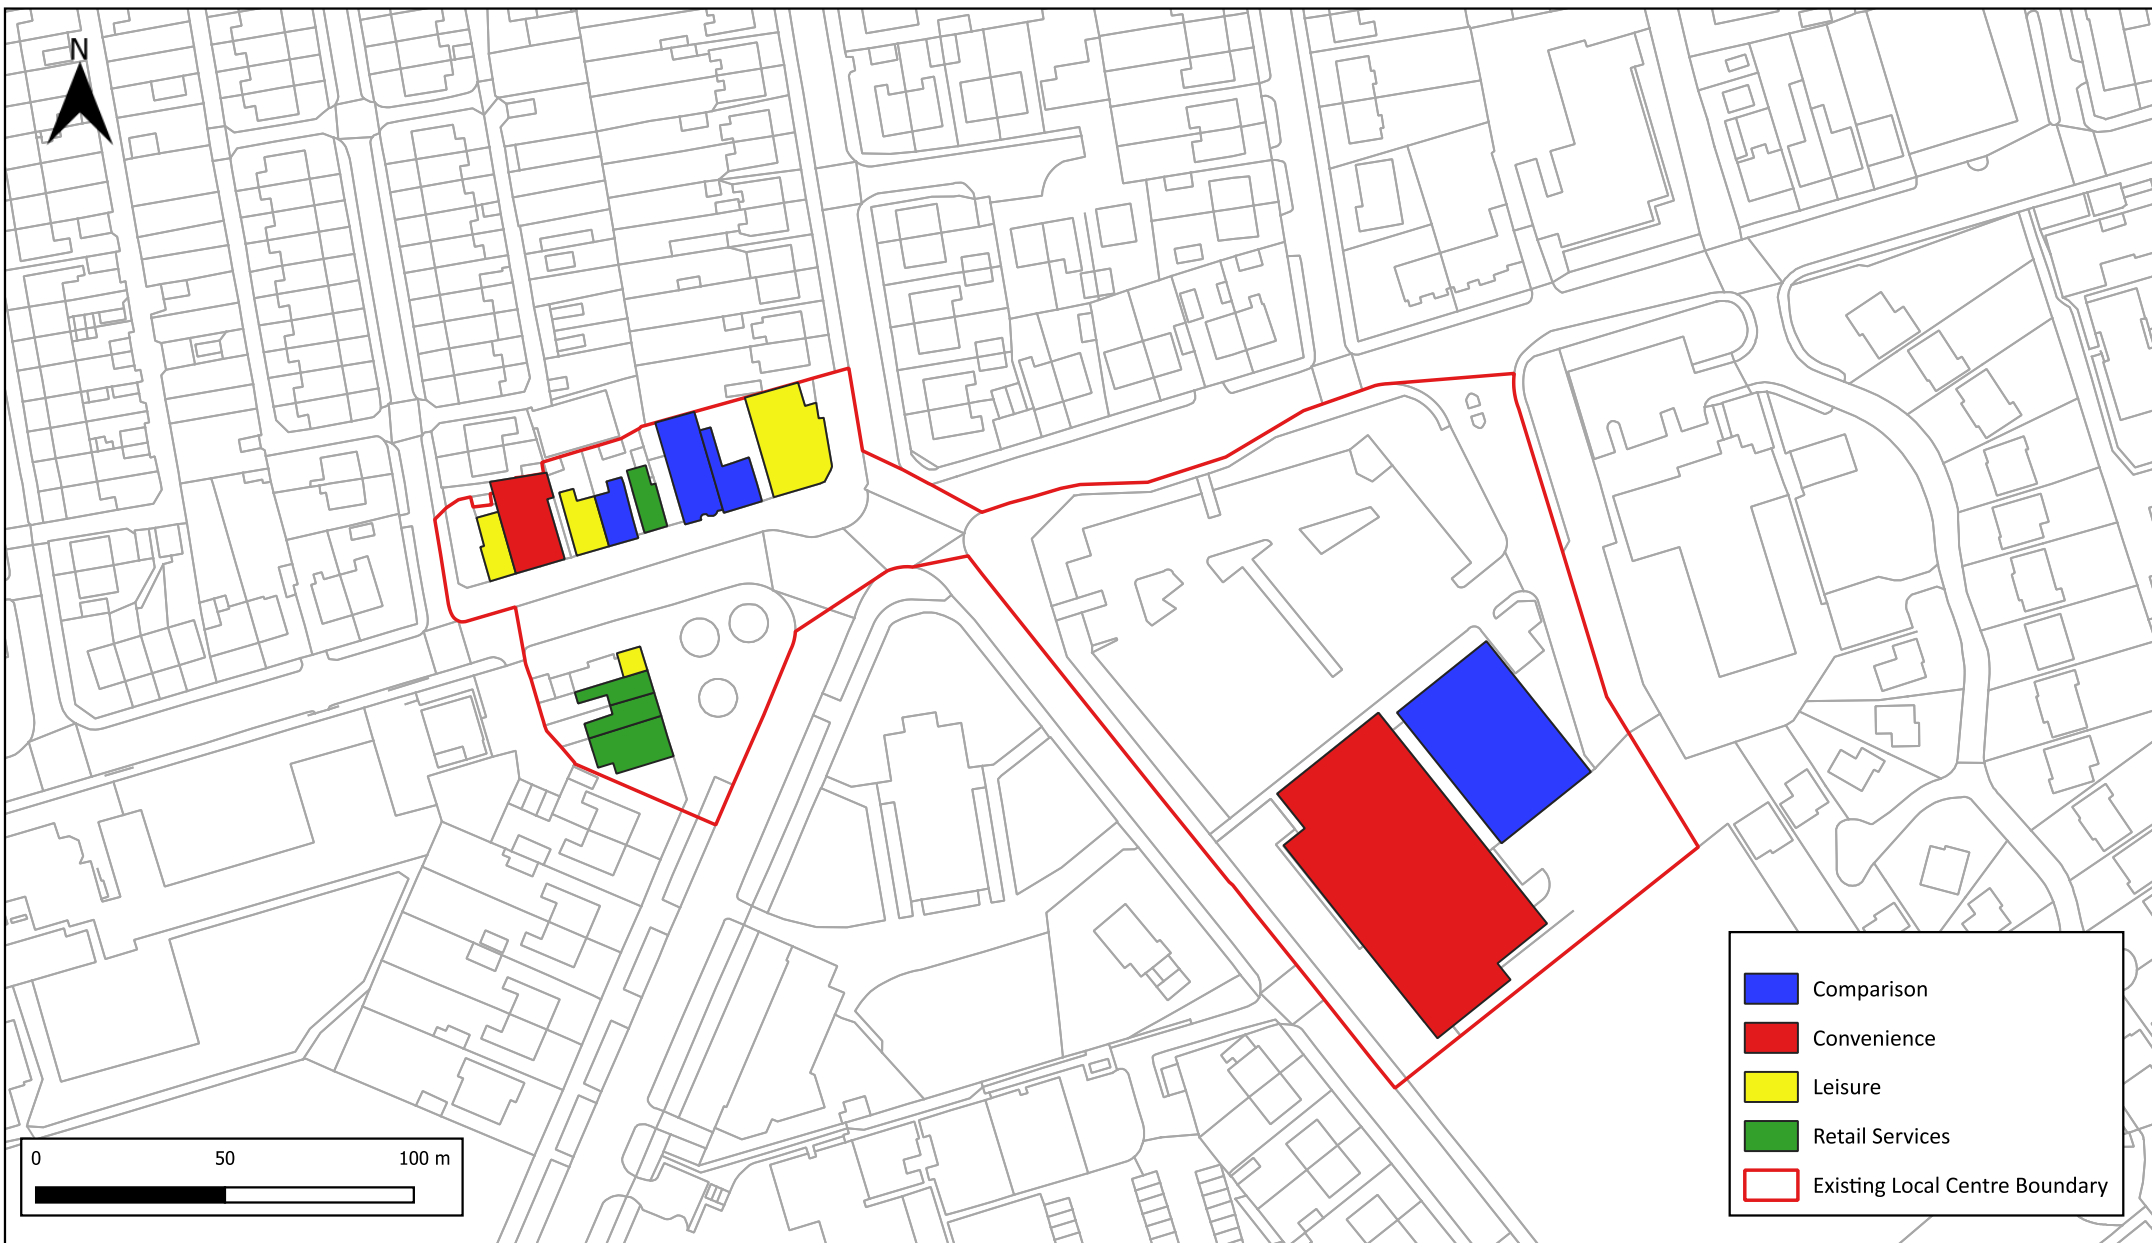 N
Comparison
Convenience
Leisure
Retail Services
Existing Local Centre Boundary
0 50 100 m